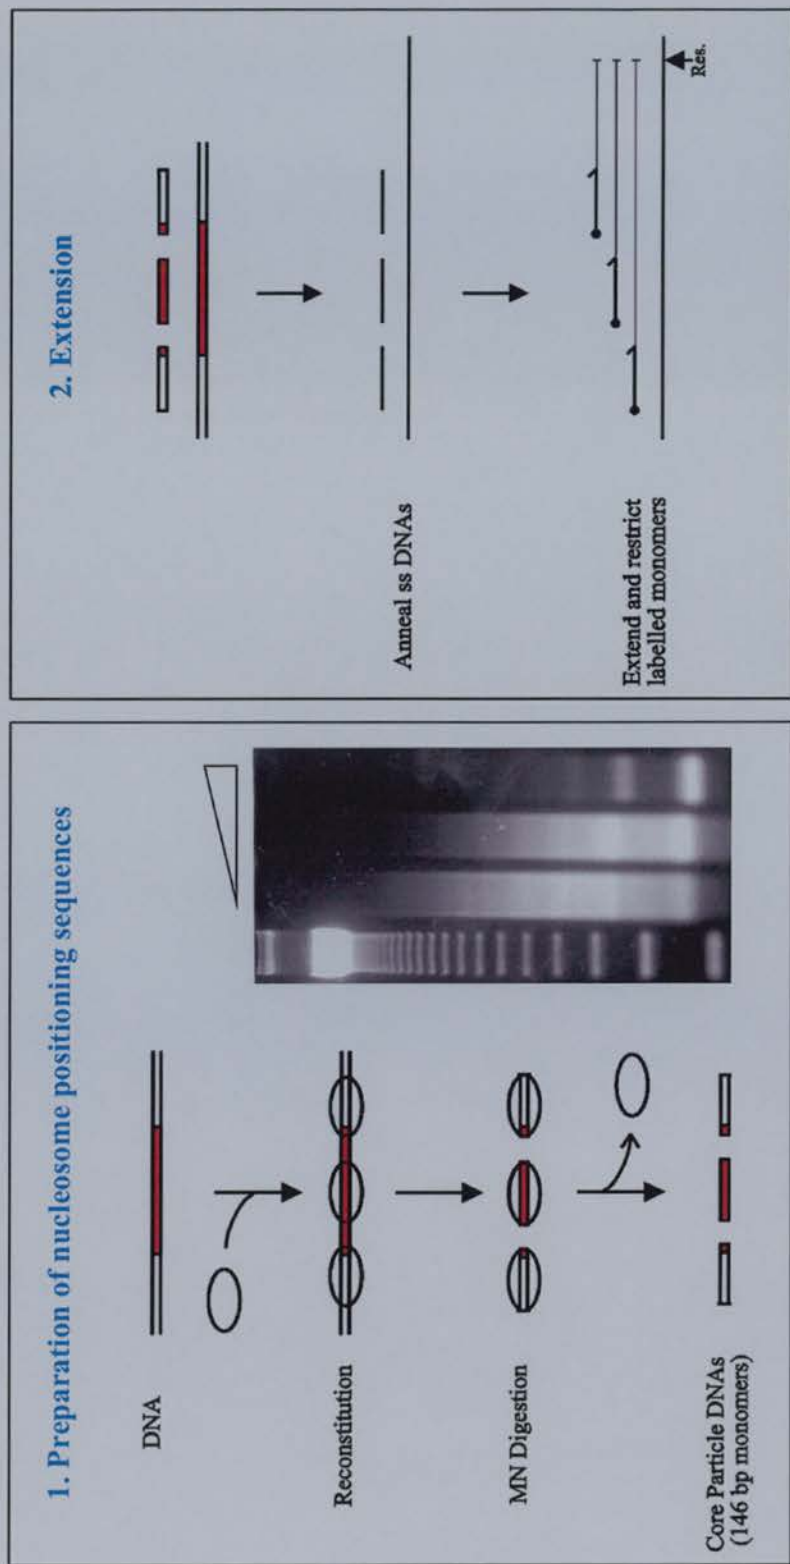 1. Preparation of nucleosome positioning sequences
DNA
Reconstitution
MN Digestion
Core Particle DNAs
(146 bp monomers)
2. Extension
Anneal ss DNAs
Extend and restrict
labelled monomers
Res.